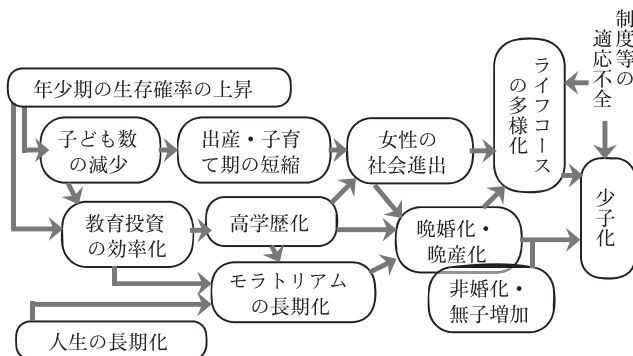 制度等の
適応不全
年少期の生存確率の上昇
ライフコース
の多様化
子ども数
の減少
出産・子育
て期の短縮
女性の
社会進出
少子化
教育投資
の効率化
高学歴化
晩婚化・
晩産化
モラトリアム
の長期化
非婚化・
無子増加
人生の長期化